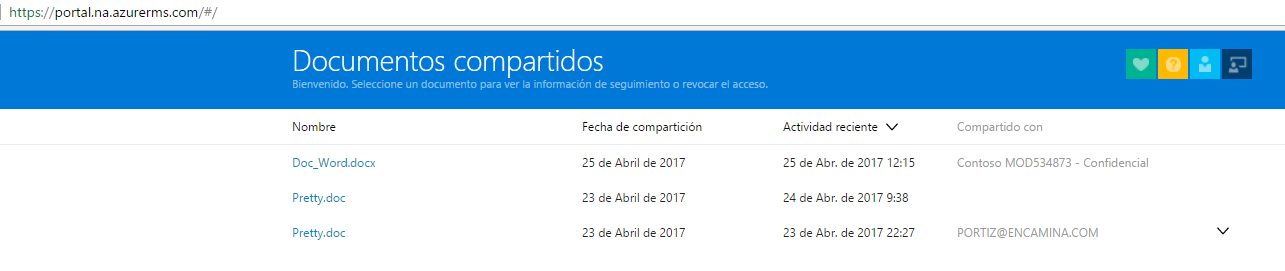 https://portal.na.azurerms.com/#/
Documentos compartidos
Bienvenido. Seleccione un documento para ver la información de seguimiento o revocar el acceso.
Nombre Fecha de compartición Actividad reciente Compartido con
Doc_Word.docx 25 de Abril de 2017 25 de Abr. de 2017 12:15 Contoso MOD534873 - Confidencial
Pretty.doc 23 de Abril de 2017 24 de Abr. de 2017 9:38
Pretty.doc 23 de Abril de 2017 23 de Abr. de 2017 22:27 PORTIZ@ENCAMINA.COM